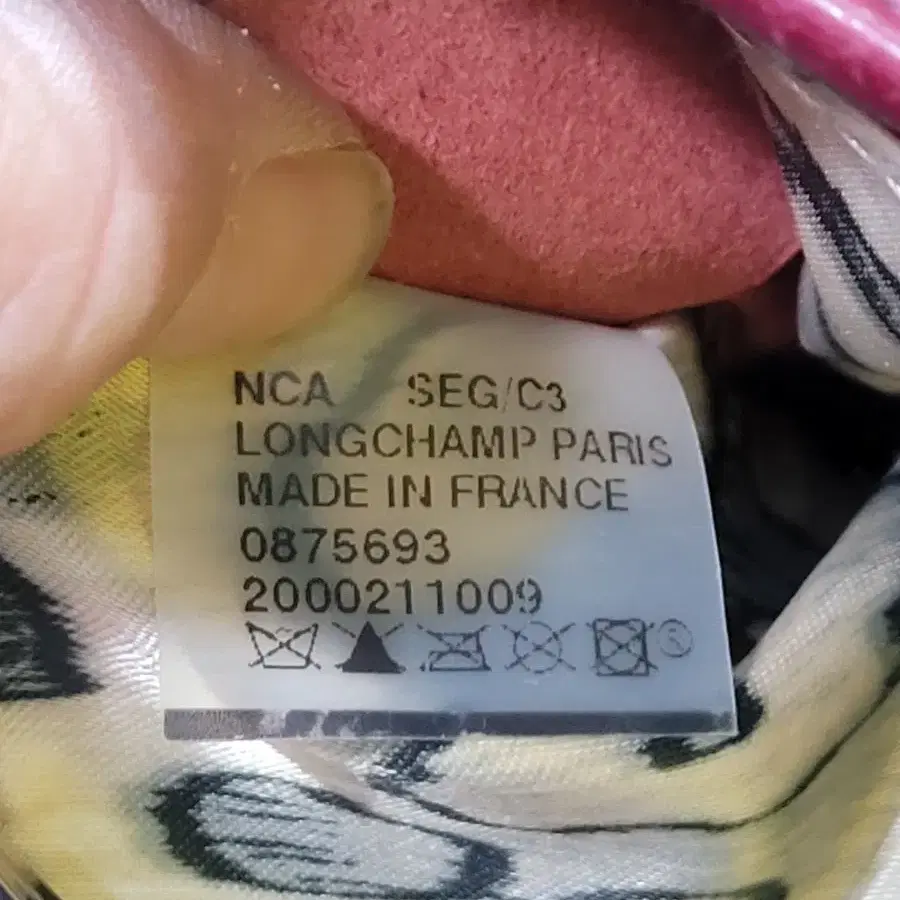 NCA SEG/C3
LONGCHAMP PARIS
MADE IN FRANCE
0875693
2000211009